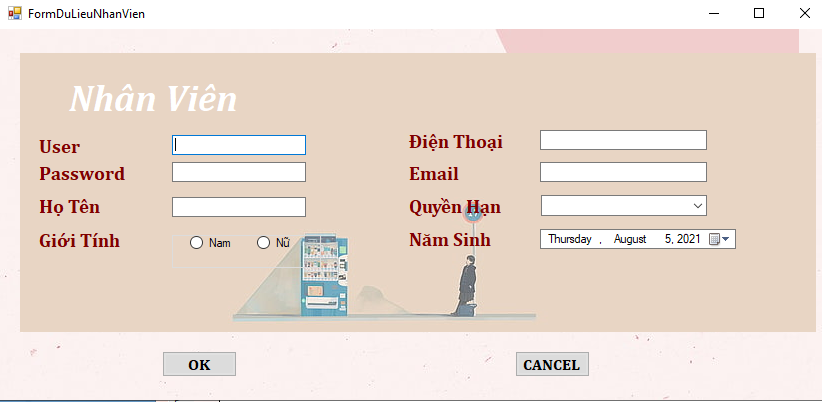 FormDuLieuNhanVien
Nhân Viên
User
Password
Họ Tên
Giới Tính
Nam
Nữ
Điện Thoại
Email
Quyền Hạn
Năm Sinh
Thursday , August 5, 2021
OK
CANCEL